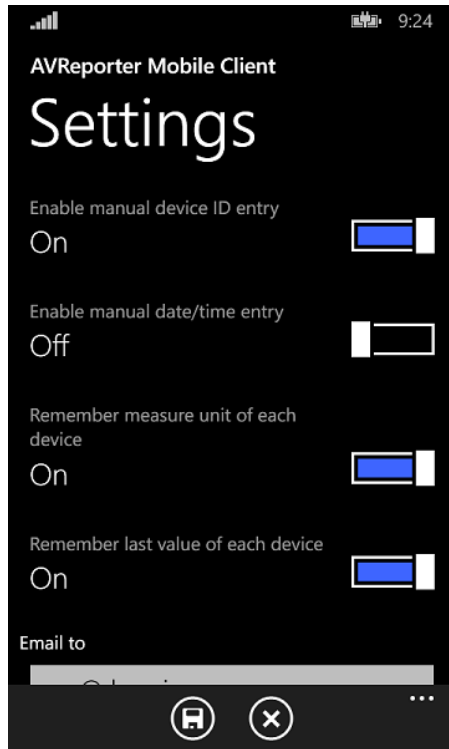 9:24
AVReporter Mobile Client
Settings
Enable manual device ID entry
On
Enable manual date/time entry
Off
Remember measure unit of each
device
On
Remember last value of each device
On
Email to